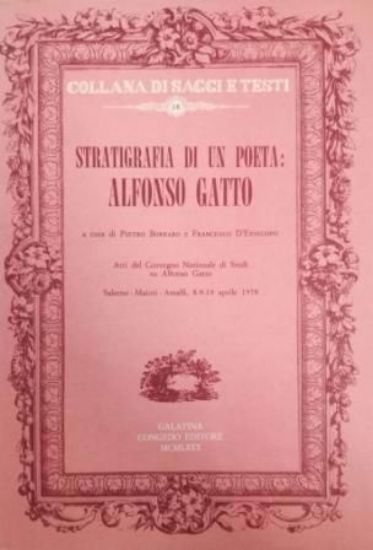 COLLANA DI SAGGI E TESTI
18
STRATIGRAFIA DI UN POETA:
ALFONSO GATTO
a cura di PIETRO BORRARO e FRANCESCO D'EPISCOPO
Atti del Convegno Nazionale di Studi
su Alfonso Gatto
Salerno - Maiori - Amalfi, 8-9-10 aprile 1978
GALATINA
CONGEDO EDITORE
MCMLXXX